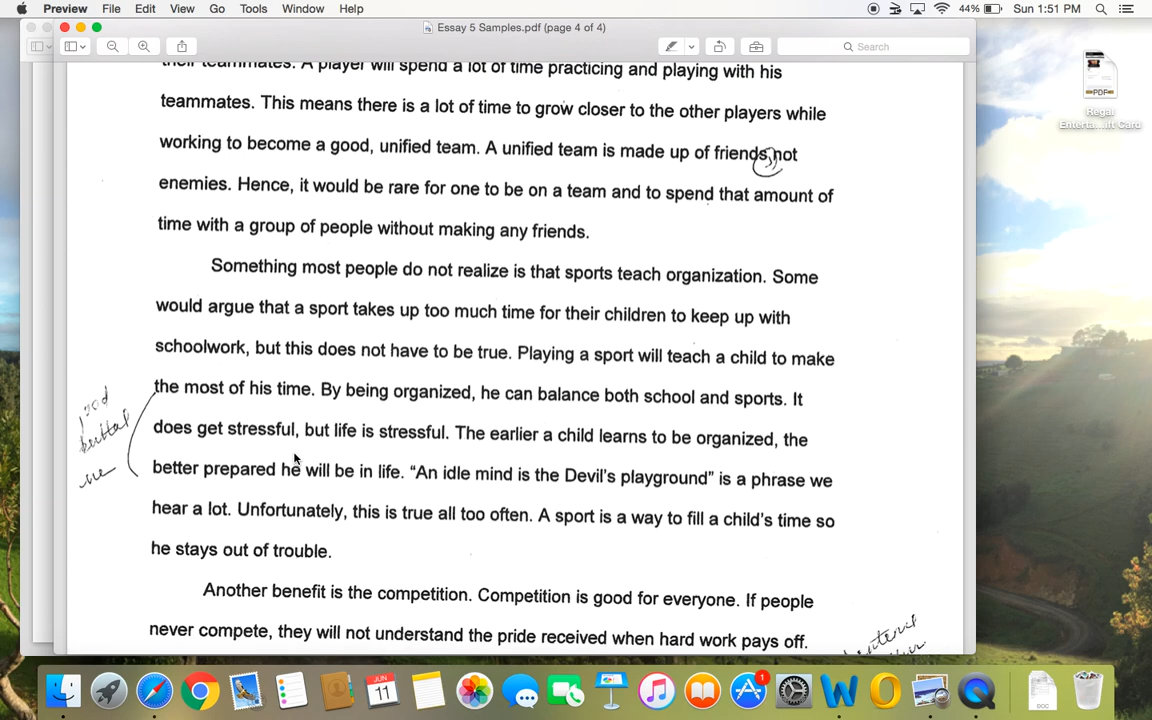 Preview File Edit View Go Tools Window Help 44% Sun 1:51 PM
Essay 5 Samples.pdf (page 4 of 4)
Search
their teammates. A player will spend a lot of time practicing and playing with his
teammates. This means there is a lot of time to grow closer to the other players while
working to become a good, unified team. A unified team is made up of friends, not
enemies. Hence, it would be rare for one to be on a team and to spend that amount of
time with a group of people without making any friends.
Something most people do not realize is that sports teach organization. Some
would argue that a sport takes up too much time for their children to keep up with
schoolwork, but this does not have to be true. Playing a sport will teach a child to make
the most of his time. By being organized, he can balance both school and sports. It
does get stressful, but life is stressful. The earlier a child learns to be organized, the
better prepared he will be in life. “An idle mind is the Devil’s playground” is a phrase we
hear a lot. Unfortunately, this is true all too often. A sport is a way to fill a child’s time so
he stays out of trouble.
Another benefit is the competition. Competition is good for everyone. If people
never compete, they will not understand the pride received when hard work pays off.
good
PDF
Regal
Enterta...ift Card
JUN
11
1
DOC